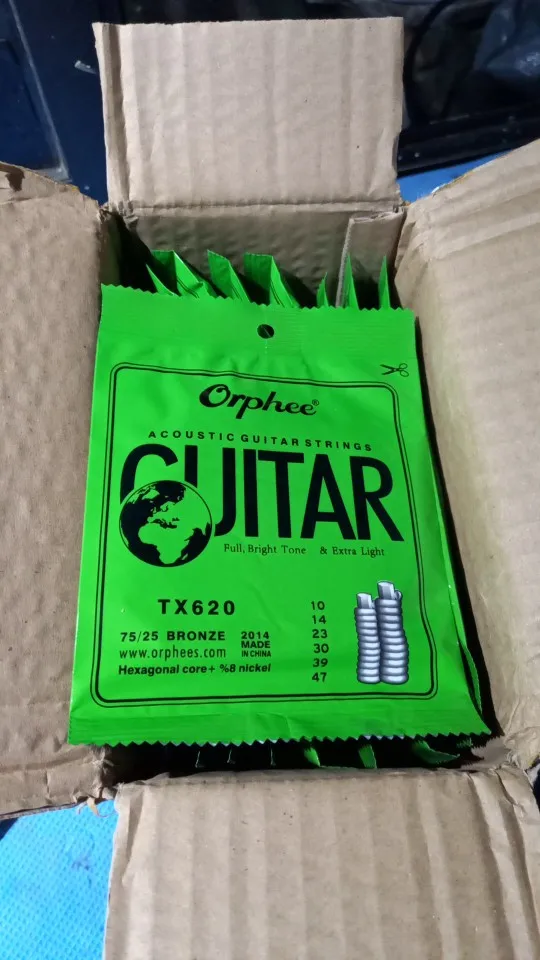 Orphee®
ACOUSTIC GUITAR STRINGS
GUITAR
Full, Bright Tone & Extra Light
TX620
75/25 BRONZE
www.orphees.com
Hexagonal core+ %8 nickel
2014
MADE
IN CHINA
10
14
23
30
39
47